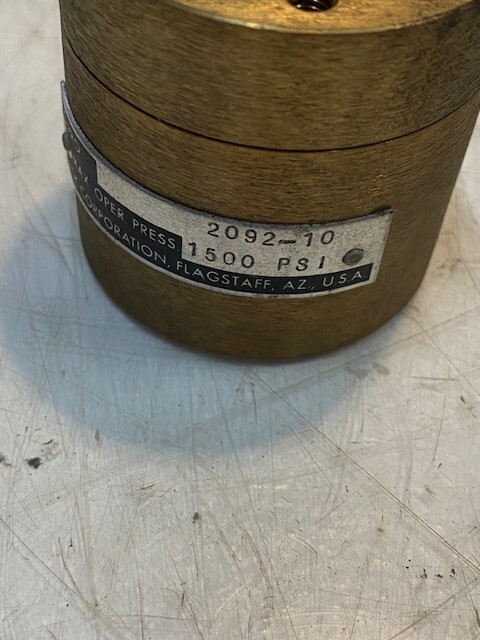 2092-10
MAX. OPER. PRESS. 1500 PSI
CORPORATION, FLAGSTAFF, AZ., U.S.A.